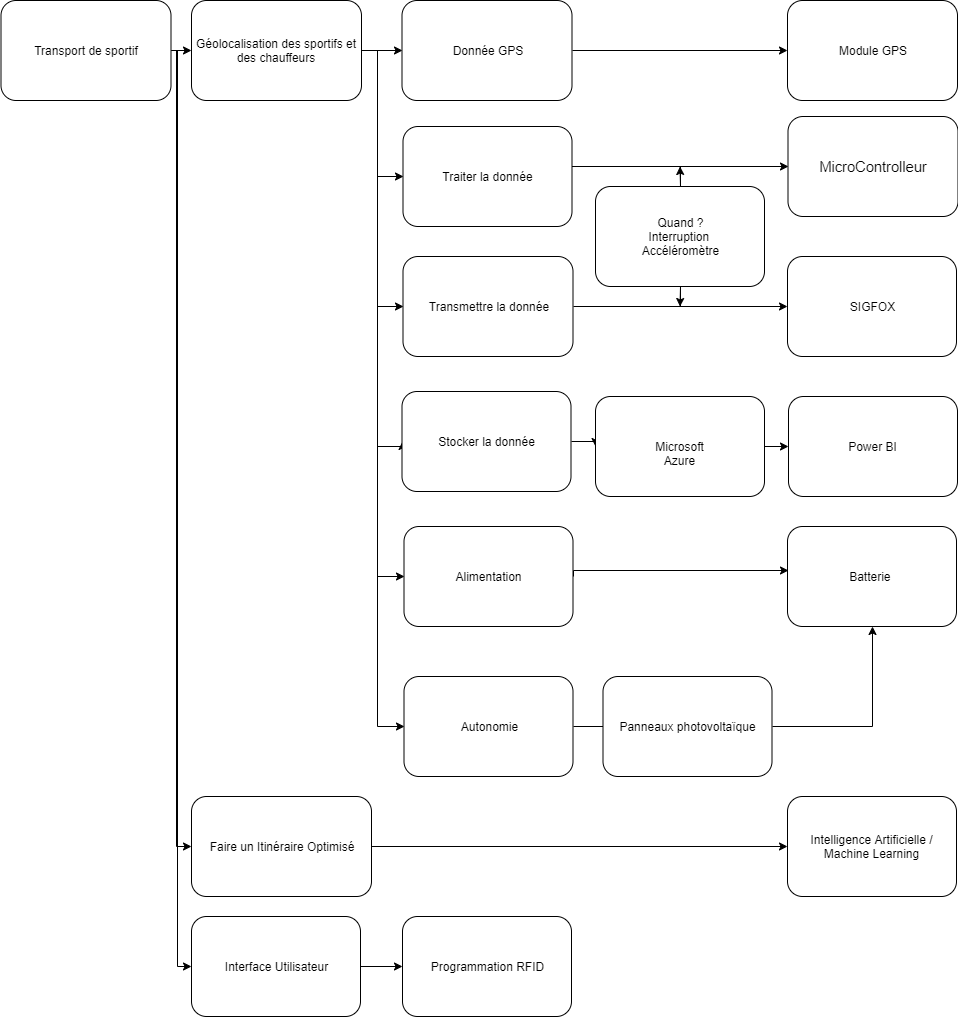 Transport de sportif
Géolocalisation des sportifs et
des chauffeurs
Donnée GPS
Module GPS
Traiter la donnée
MicroControlleur
Quand ?
Interruption
Accéléromètre
Transmettre la donnée
SIGFOX
Stocker la donnée
Microsoft
Azure
Power BI
Alimentation
Batterie
Autonomie
Panneaux photovoltaïque
Faire un Itinéraire Optimisé
Intelligence Artificielle /
Machine Learning
Interface Utilisateur
Programmation RFID